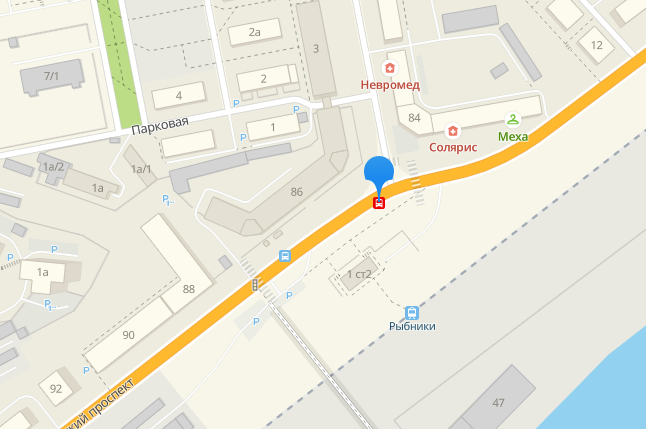 2а
3
12
7/1
2
Невромед
4
P
P
84
Парковая
1
Меха
P
Солярис
1а/2
1а/1
1а
86
P
P
P
1а
88
1 ст2
P
P
P
Рыбники
90
P
92
кий проспект
47